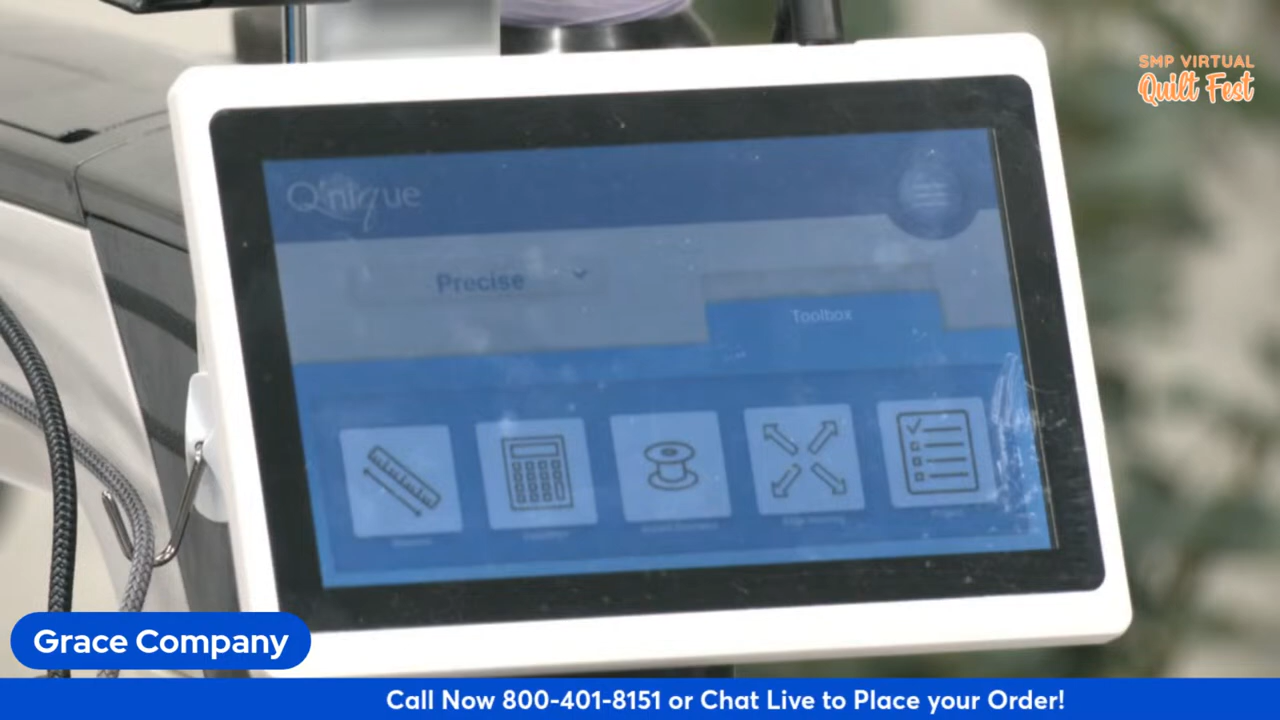 SMP VIRTUAL
Quilt Fest
Q'nique
Precise
Toolbox
Grace Company
Call Now 800-401-8151 or Chat Live to Place your Order!